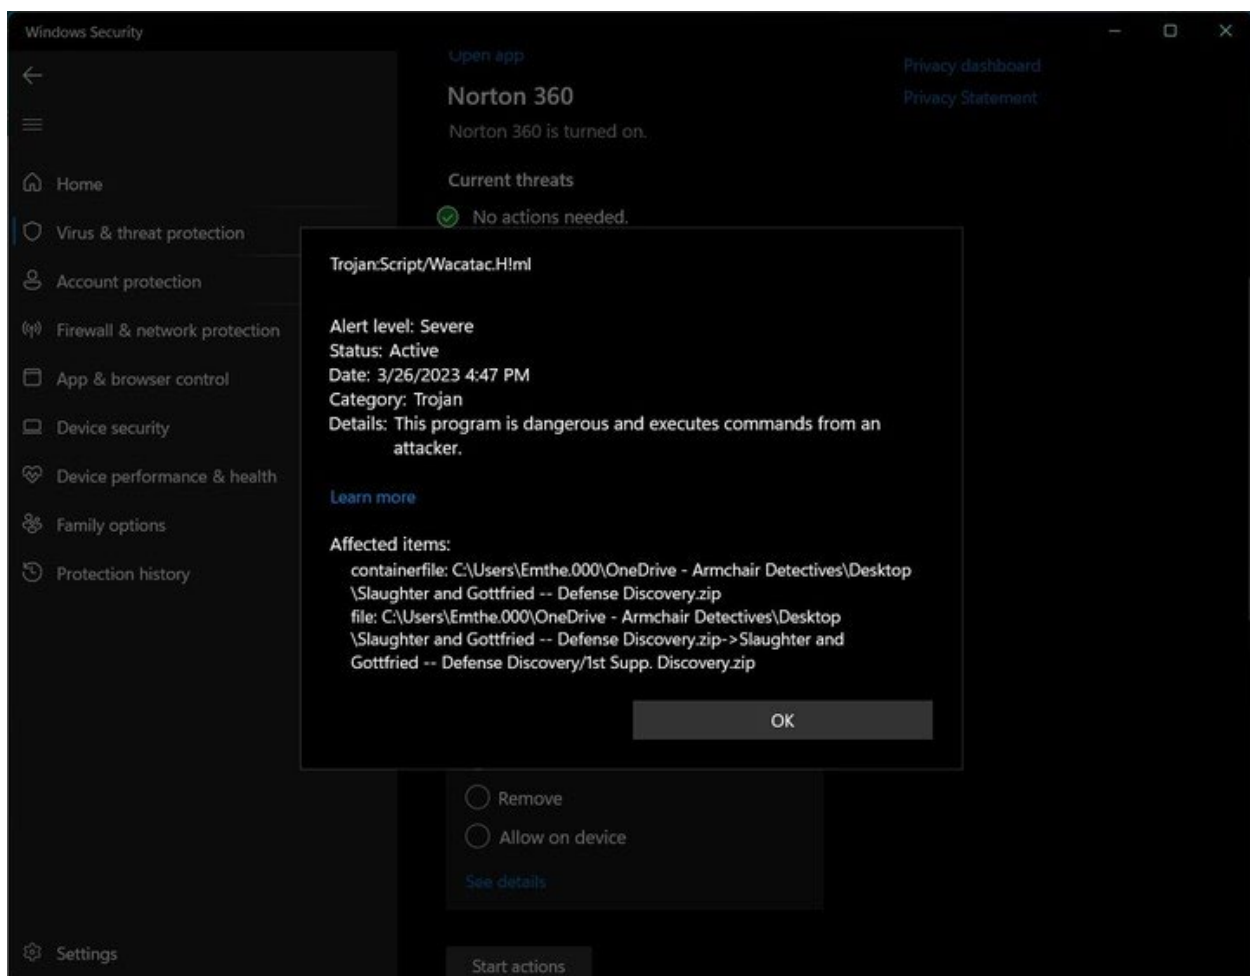 Windows Security
Open app
Privacy dashboard
Norton 360
Privacy Statement
Norton 360 is turned on.
Home
Current threats
No actions needed.
Virus & threat protection
Trojan:Script/Wacatac.H!ml
Account protection
Firewall & network protection
Alert level: Severe
Status: Active
App & browser control
Date: 3/26/2023 4:47 PM
Category: Trojan
Device security
Details: This program is dangerous and executes commands from an
attacker.
Device performance & health
Learn more
Family options
Affected items:
Protection history
containerfile: C:\Users\Emthe.000\OneDrive - Armchair Detectives\Desktop
\Slaughter and Gottfried -- Defense Discovery.zip
file: C:\Users\Emthe.000\OneDrive - Armchair Detectives\Desktop
\Slaughter and Gottfried -- Defense Discovery.zip->Slaughter and
Gottfried -- Defense Discovery/1st Supp. Discovery.zip
OK
Remove
Allow on device
See details
Settings
Start actions